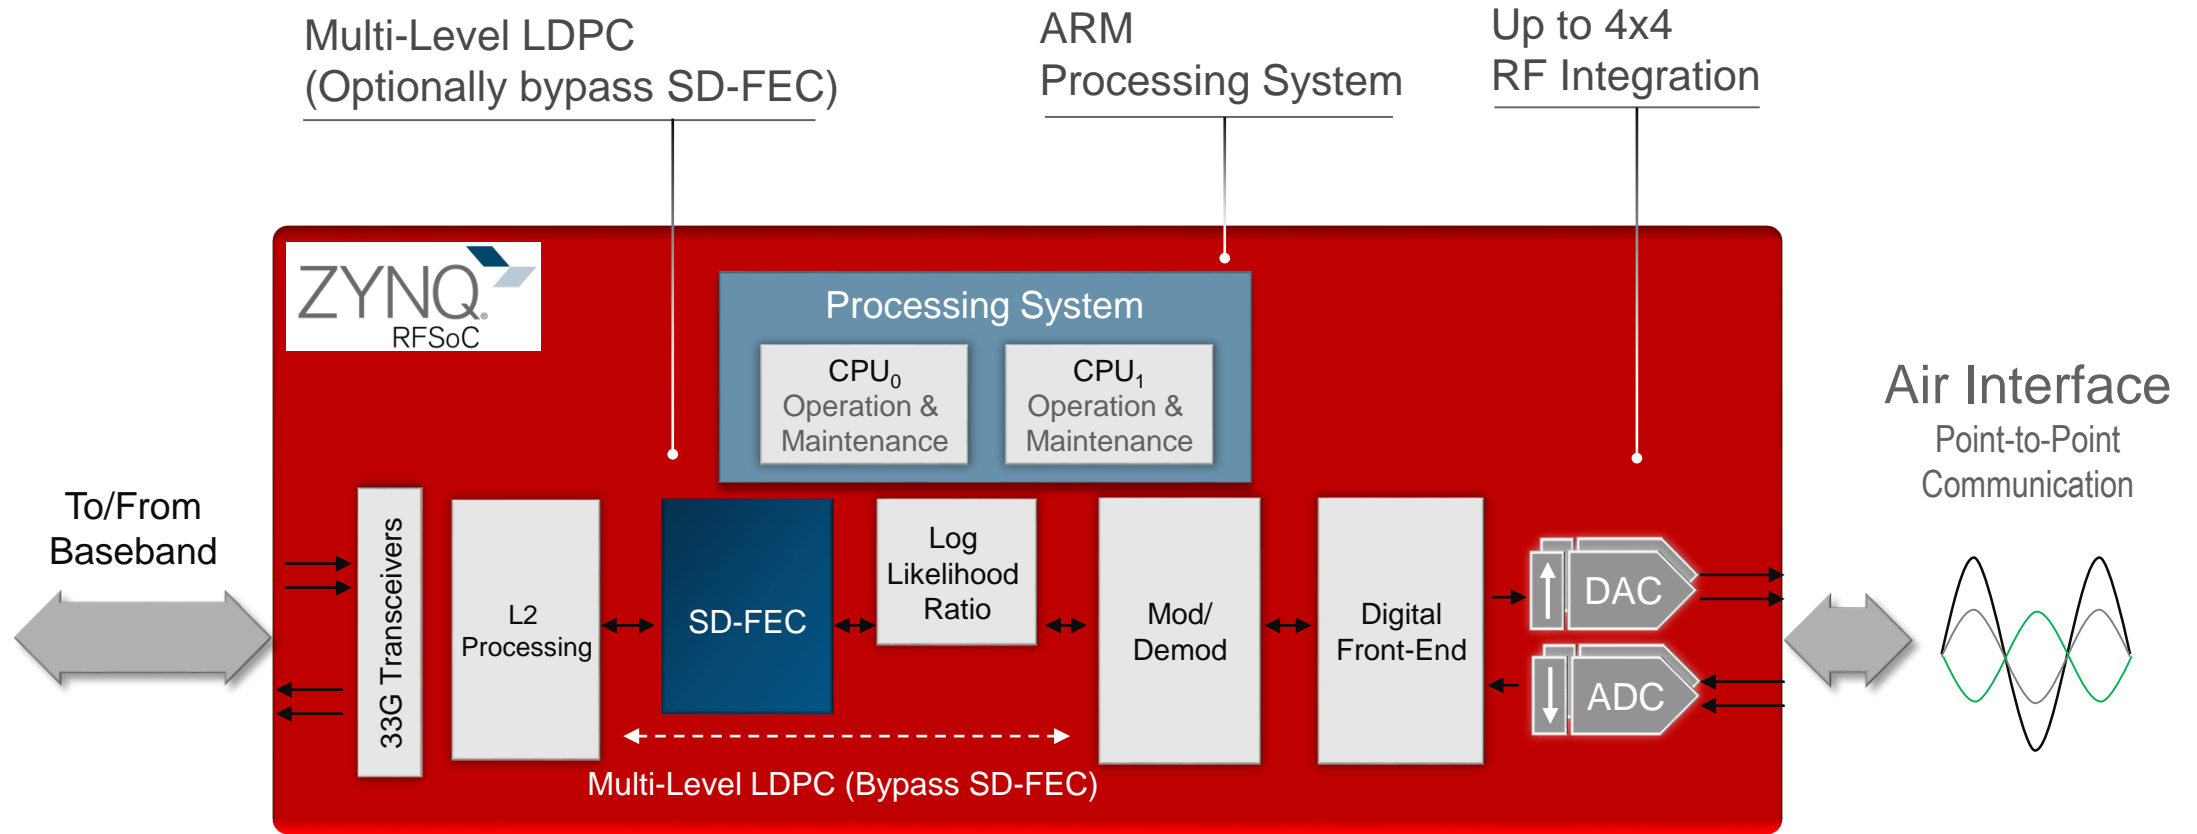 Multi-Level LDPC
(Optionally bypass SD-FEC)
ARM
Processing System
Up to 4x4
RF Integration
ZYNQ®
RFSoC
Processing System
CPU0
Operation &
Maintenance
CPU1
Operation &
Maintenance
Air Interface
Point-to-Point
Communication
To/From
Baseband
33G Transceivers
L2
Processing
SD-FEC
Log
Likelihood
Ratio
Mod/
Demod
Digital
Front-End
DAC
ADC
Multi-Level LDPC (Bypass SD-FEC)